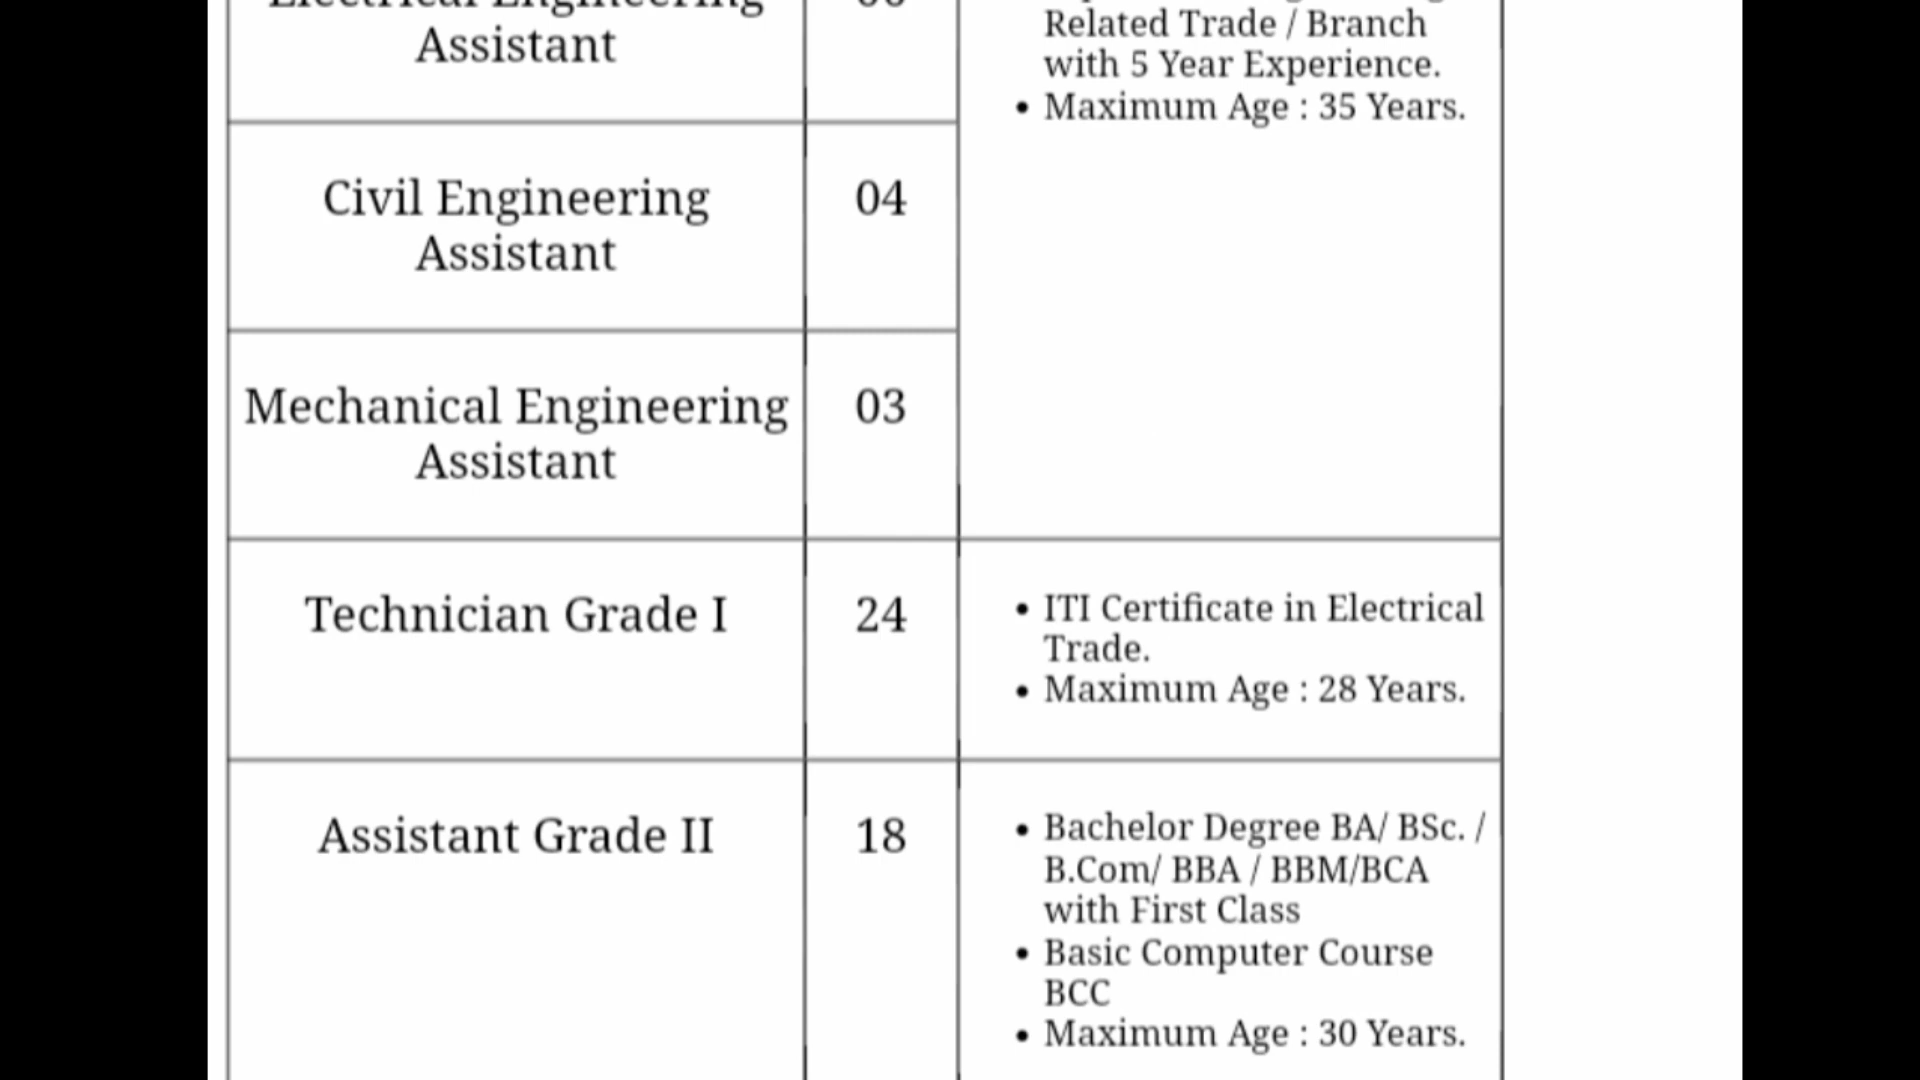 Electrical Engineering
Assistant
Related Trade / Branch
with 5 Year Experience.
• Maximum Age : 35 Years.
Civil Engineering
Assistant
04
Mechanical Engineering
Assistant
03
Technician Grade I
24
• ITI Certificate in Electrical
Trade.
• Maximum Age : 28 Years.
Assistant Grade II
18
• Bachelor Degree BA/ BSc. /
B.Com/ BBA / BBM/BCA
with First Class
• Basic Computer Course
BCC
• Maximum Age : 30 Years.